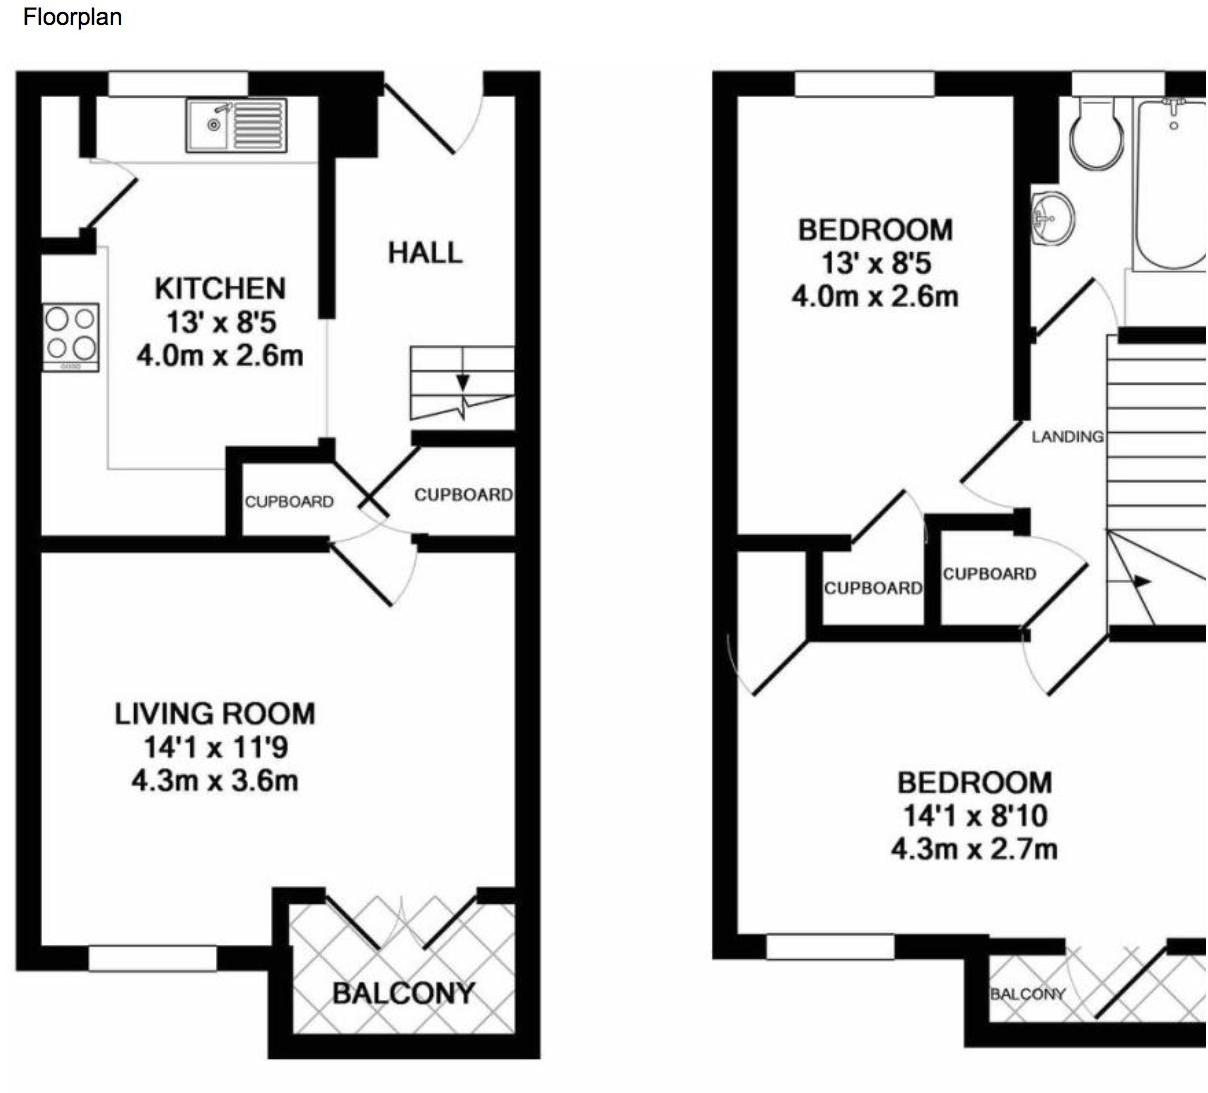 Floorplan
HALL
KITCHEN
13' x 8'5
4.0m x 2.6m
CUPBOARD
CUPBOARD
LIVING ROOM
14'1 x 11'9
4.3m x 3.6m
BALCONY
BEDROOM
13' x 8'5
4.0m x 2.6m
LANDING
CUPBOARD
CUPBOARD
BEDROOM
14'1 x 8'10
4.3m x 2.7m
BALCONY